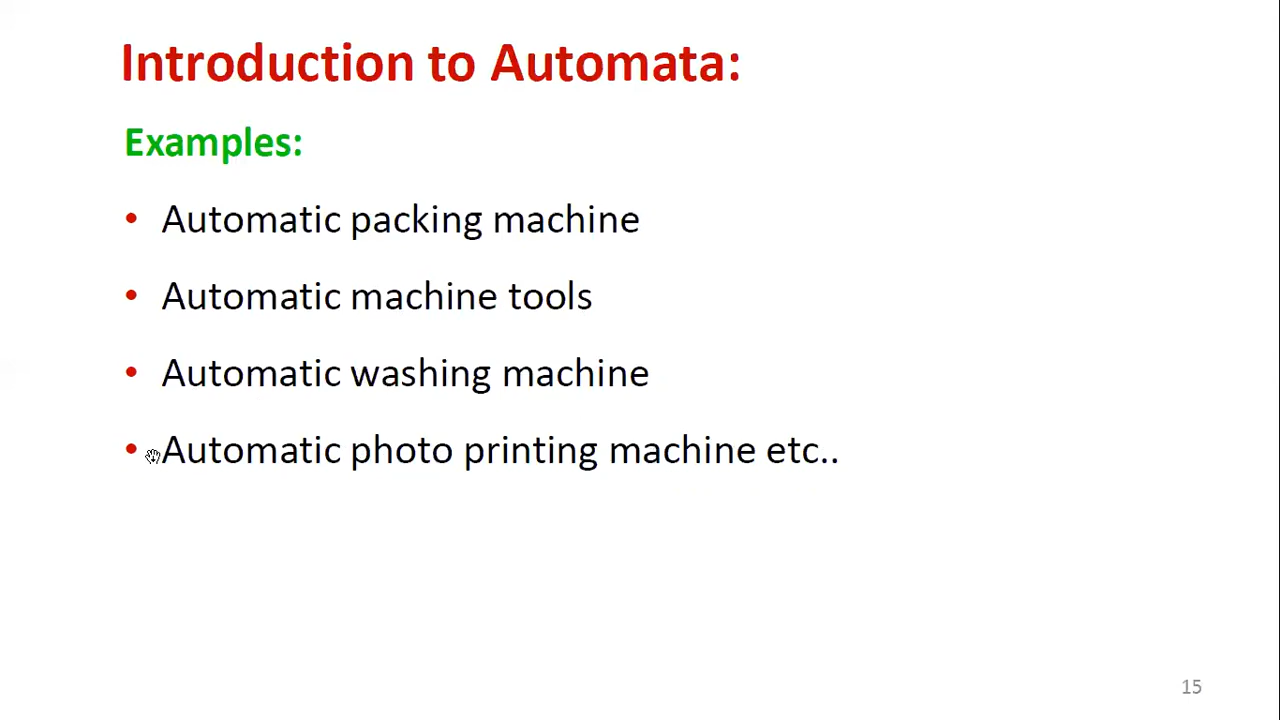 Introduction to Automata:
Examples:
• Automatic packing machine
• Automatic machine tools
• Automatic washing machine
• Automatic photo printing machine etc..
15